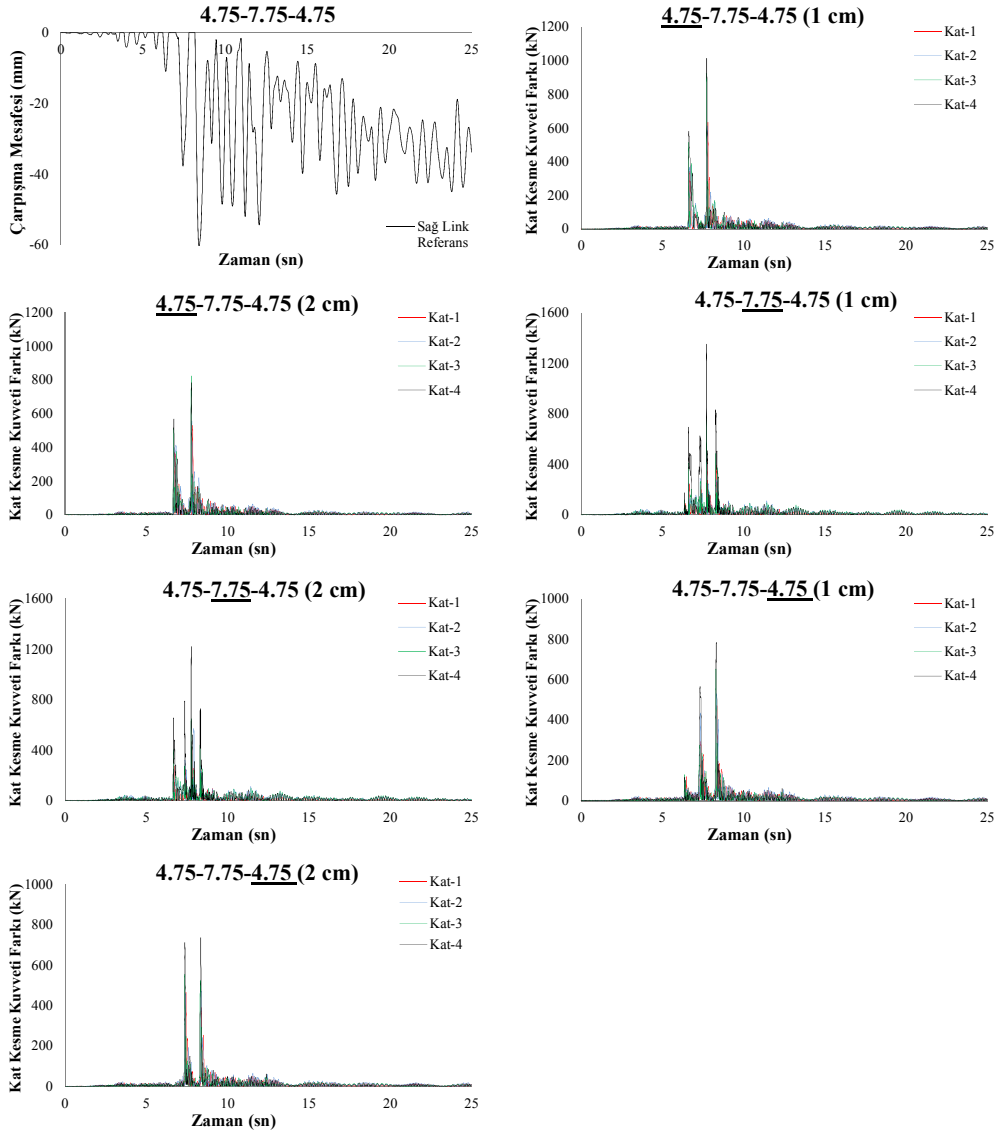 4.75-7.75-4.75
Çarpışma Mesafesi (mm)
0
-20
-40
-60
0 5 10 15 20 25
Sağ Link
Referans
Zaman (sn)
4.75-7.75-4.75 (1 cm)
Kat Kesme Kuvveti Farkı (kN)
1200
1000
800
600
400
200
0
0 5 10 15 20 25
Kat-1
Kat-2
Kat-3
Kat-4
Zaman (sn)
4.75-7.75-4.75 (2 cm)
Kat Kesme Kuvveti Farkı (kN)
1200
1000
800
600
400
200
0
0 5 10 15 20 25
Kat-1
Kat-2
Kat-3
Kat-4
Zaman (sn)
4.75-7.75-4.75 (1 cm)
Kat Kesme Kuvveti Farkı (kN)
1600
1200
800
400
0
0 5 10 15 20 25
Kat-1
Kat-2
Kat-3
Kat-4
Zaman (sn)
4.75-7.75-4.75 (2 cm)
Kat Kesme Kuvveti Farkı (kN)
1600
1200
800
400
0
0 5 10 15 20 25
Kat-1
Kat-2
Kat-3
Kat-4
Zaman (sn)
4.75-7.75-4.75 (1 cm)
Kat Kesme Kuvveti Farkı (kN)
1000
800
600
400
200
0
0 5 10 15 20 25
Kat-1
Kat-2
Kat-3
Kat-4
Zaman (sn)
4.75-7.75-4.75 (2 cm)
Kat Kesme Kuvveti Farkı (kN)
1000
800
600
400
200
0
0 5 10 15 20 25
Kat-1
Kat-2
Kat-3
Kat-4
Zaman (sn)